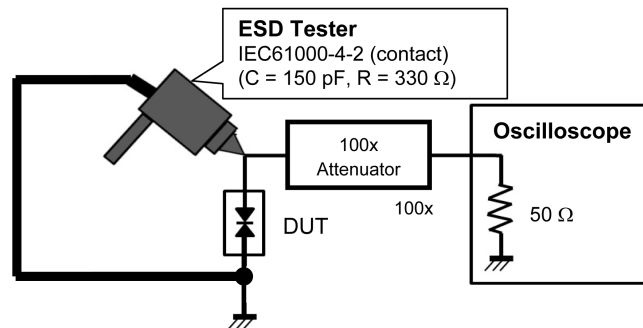 ESD Tester
IEC61000-4-2 (contact)
(C = 150 pF, R = 330 Ω)
100x
Attenuator
100x
Oscilloscope
50 Ω
DUT